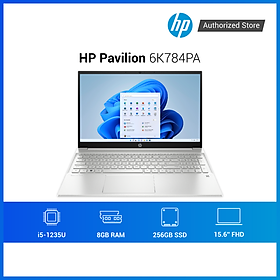 hp
Authorized Store
HP Pavilion 6K784PA
i5-1235U
8GB RAM
256GB SSD
15.6" FHD